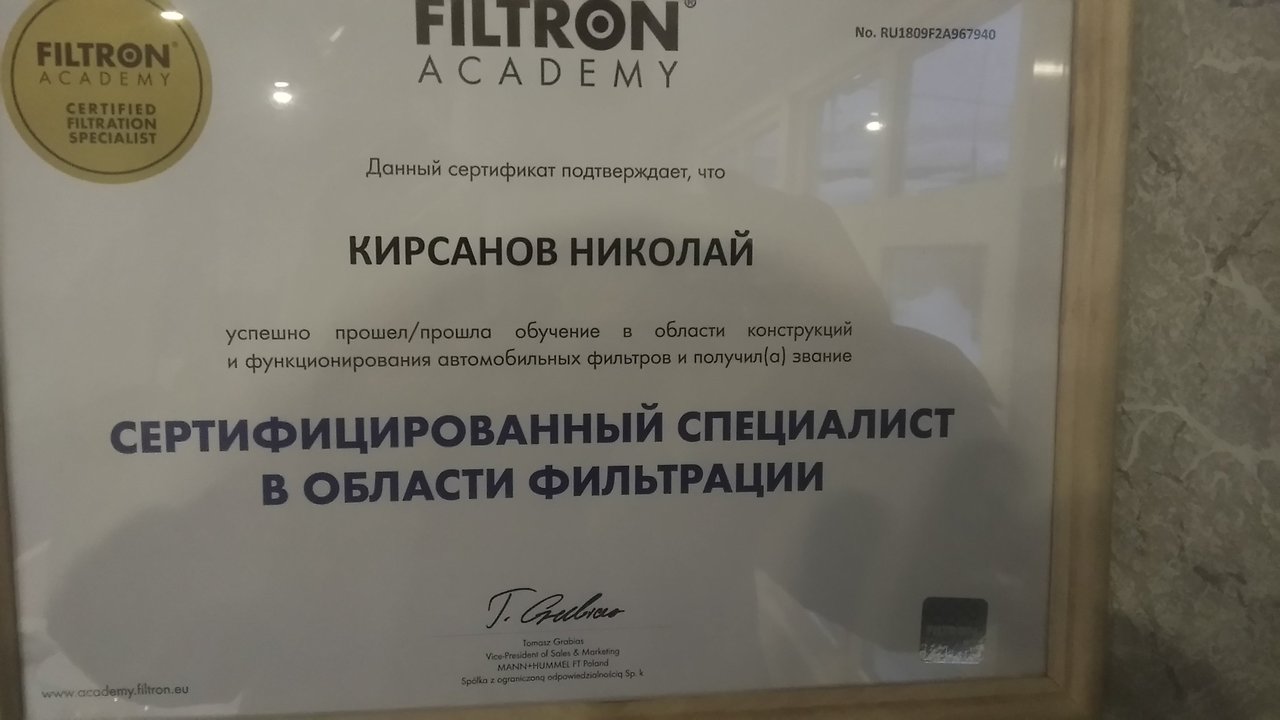 FILTRON®
ACADEMY
CERTIFIED
FILTRATION
SPECIALIST
FILTRON®
ACADEMY
No. RU1809F2A967940
Данный сертификат подтверждает, что
КИРСАНОВ НИКОЛАЙ
успешно прошел/прошла обучение в области конструкций
и функционирования автомобильных фильтров и получил(а) звание
СЕРТИФИЦИРОВАННЫЙ СПЕЦИАЛИСТ
В ОБЛАСТИ ФИЛЬТРАЦИИ
T. Grabias
Tomasz Grabias
Vice-President of Sales & Marketing
MANN+HUMMEL FT Poland
Spółka z ograniczoną odpowiedzialnością Sp. k
www.academy.filtron.eu